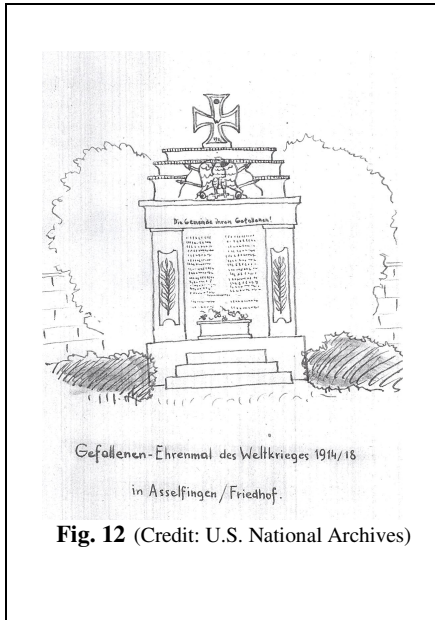 Die Gemeinde ihren Gefallenen!
Gefallenen-Ehrenmal des Weltkrieges 1914/18
in Asselfingen/Friedhof.
Fig. 12 (Credit: U.S. National Archives)